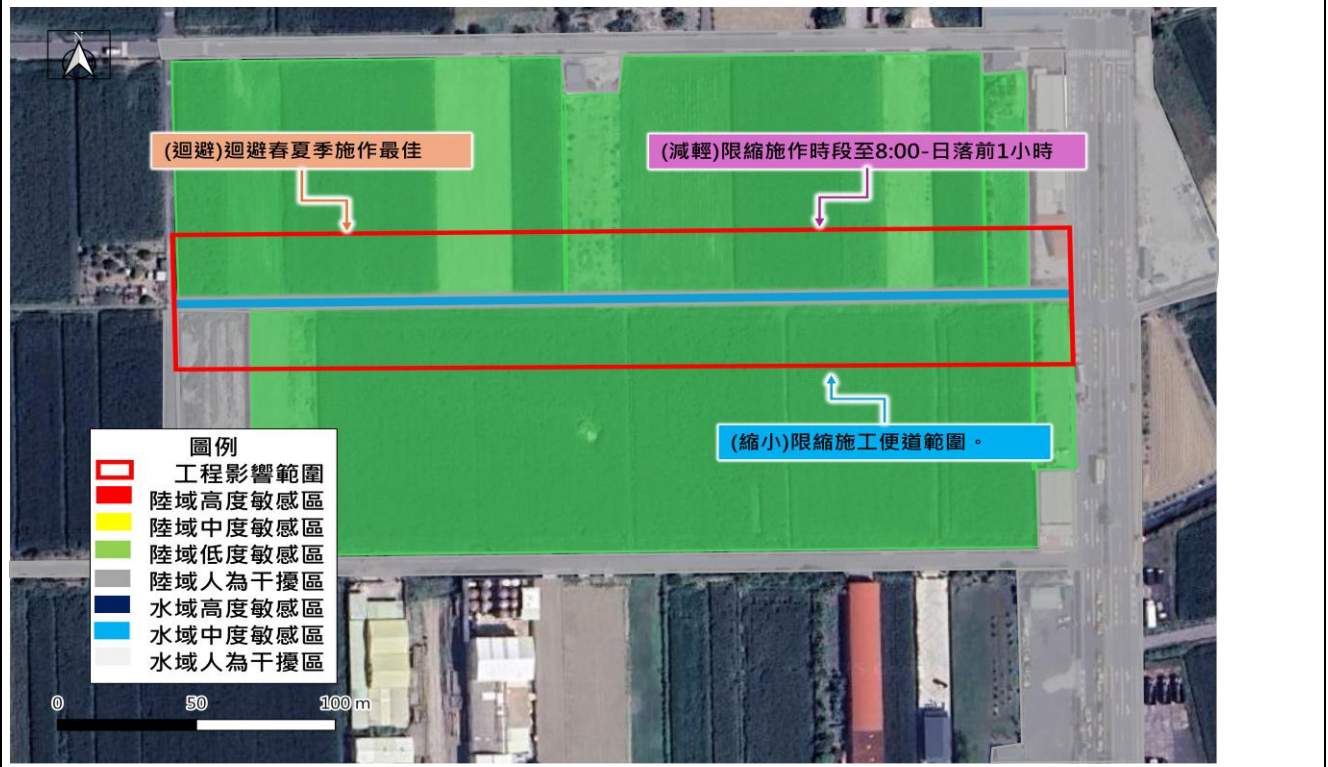 N
(迴避)迴避春夏季施作最佳
(減輕)限縮施作時段至8:00-日落前1小時
(縮小)限縮施工便道範圍。
圖例
工程影響範圍
陸域高度敏感區
陸域中度敏感區
陸域低度敏感區
陸域人為干擾區
水域高度敏感區
水域中度敏感區
水域人為干擾區
0 50 100 m